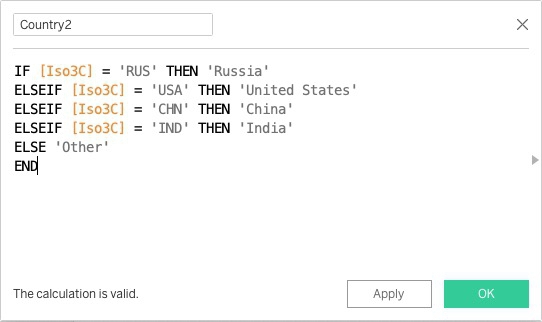 Country2
IF [Iso3C] = 'RUS' THEN 'Russia'
ELSEIF [Iso3C] = 'USA' THEN 'United States'
ELSEIF [Iso3C] = 'CHN' THEN 'China'
ELSEIF [Iso3C] = 'IND' THEN 'India'
ELSE 'Other'
END
The calculation is valid.
Apply
OK